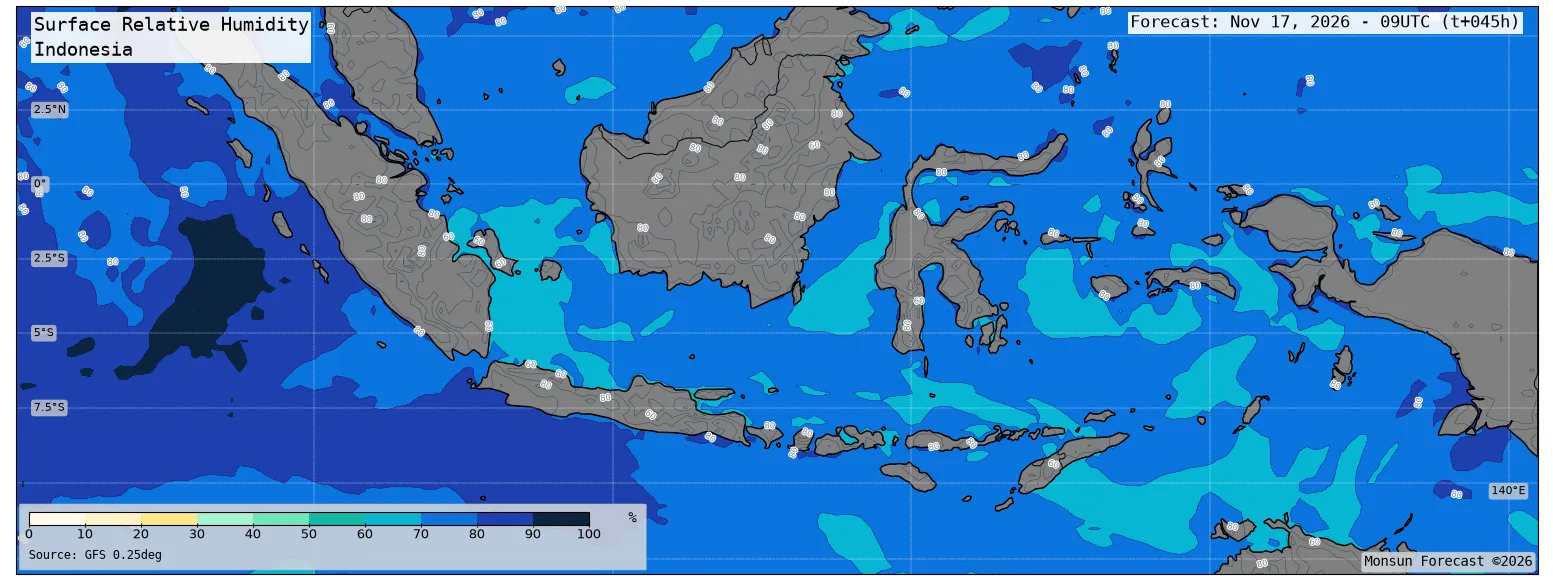 Surface Relative Humidity
Indonesia
Forecast: Nov 17, 2026 - 09UTC (t+045h)
2.5°N
0°
2.5°S
5°S
7.5°S
140°E
%
0 10 20 30 40 50 60 70 80 90 100
Source: GFS 0.25deg
Monsun Forecast ©2026